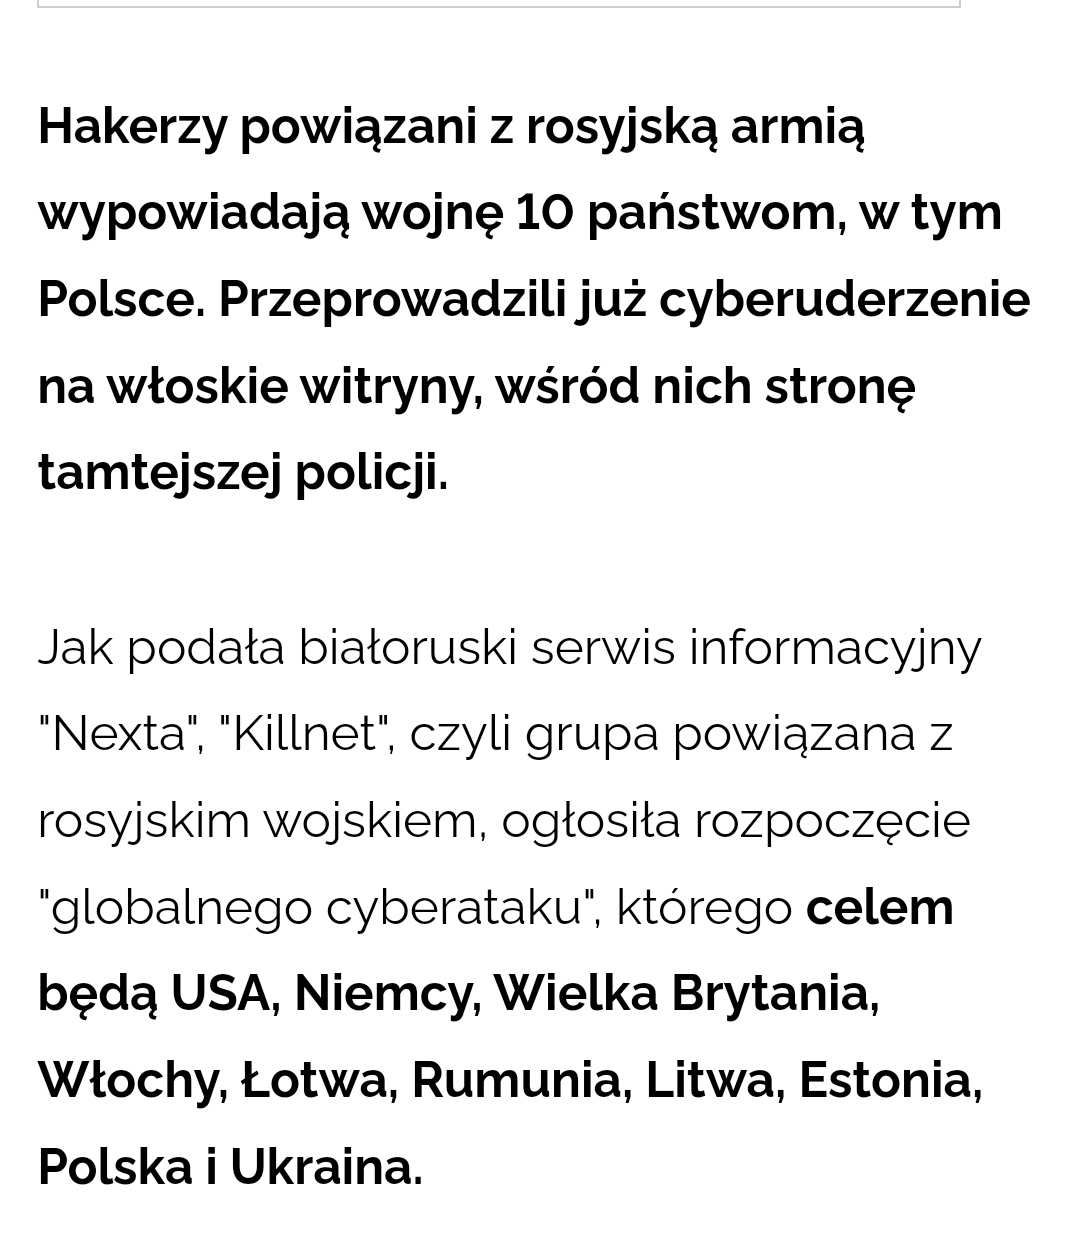 Hakerzy powiązani z rosyjską armią
wypowiadają wojnę 10 państwom, w tym
Polsce. Przeprowadzili już cyberuderzenie
na włoskie witryny, wśród nich stronę
tamtejszej policji.
Jak podała białoruski serwis informacyjny
"Nexta", "Killnet", czyli grupa powiązana z
rosyjskim wojskiem, ogłosiła rozpoczęcie
"globalnego cyberataku", którego celem
będą USA, Niemcy, Wielka Brytania,
Włochy, Łotwa, Rumunia, Litwa, Estonia,
Polska i Ukraina.